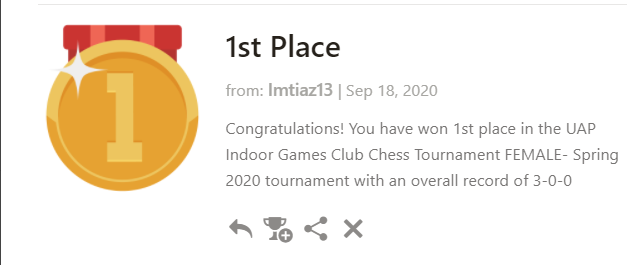 1
1st Place
from: Imtiaz13 | Sep 18, 2020
Congratulations! You have won 1st place in the UAP
Indoor Games Club Chess Tournament FEMALE- Spring
2020 tournament with an overall record of 3-0-0